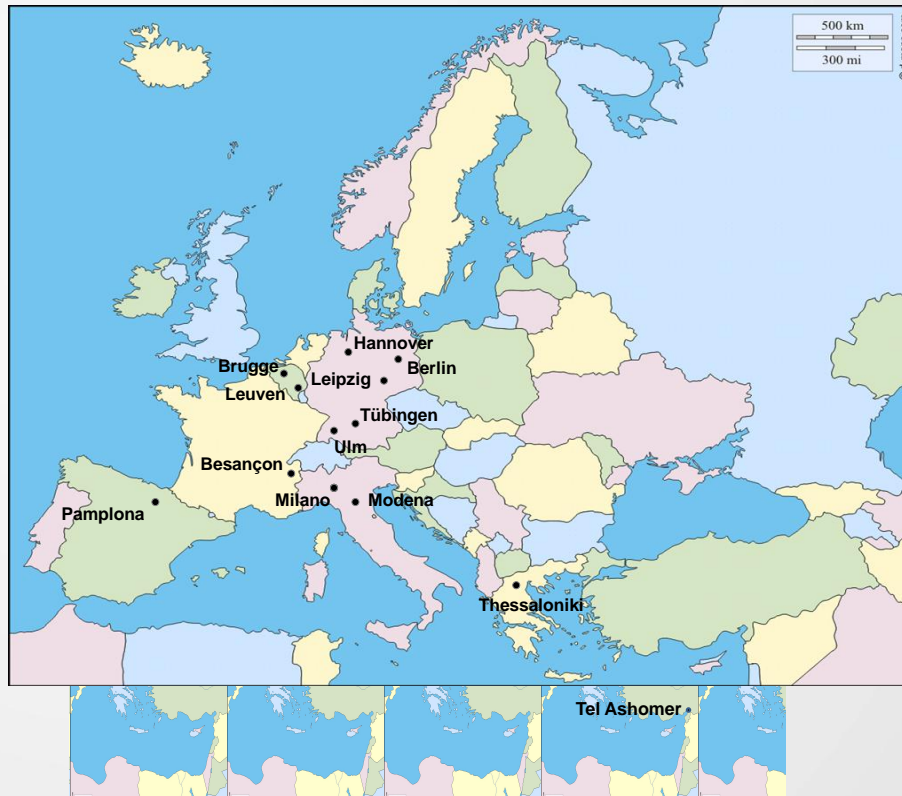 500 km
300 mi
Hannover
Brugge
Berlin
Leipzig
Leuven
Tübingen
Ulm
Besançon
Milano
Modena
Pamplona
Thessaloniki
Tel Ashomer